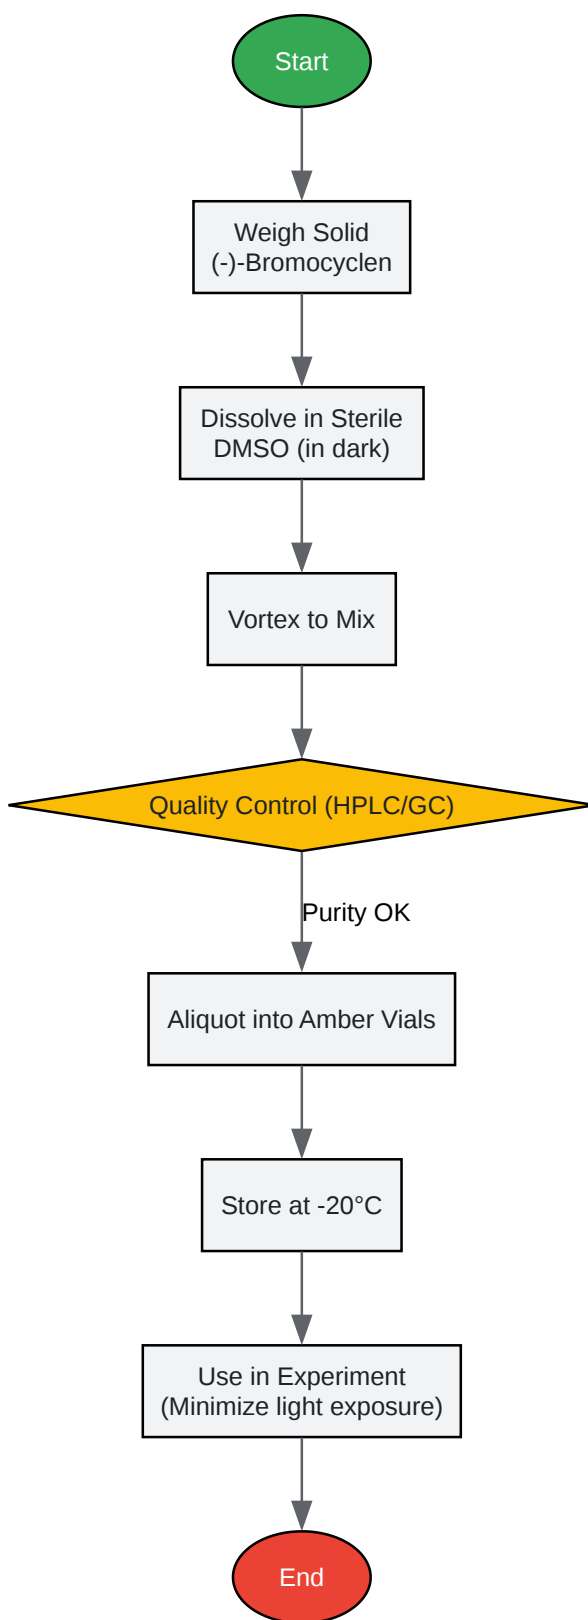 Start
Weigh Solid
(-)-Bromocyclen
Dissolve in Sterile
DMSO (in dark)
Vortex to Mix
Quality Control (HPLC/GC)
Purity OK
Aliquot into Amber Vials
Store at -20°C
Use in Experiment
(Minimize light exposure)
End